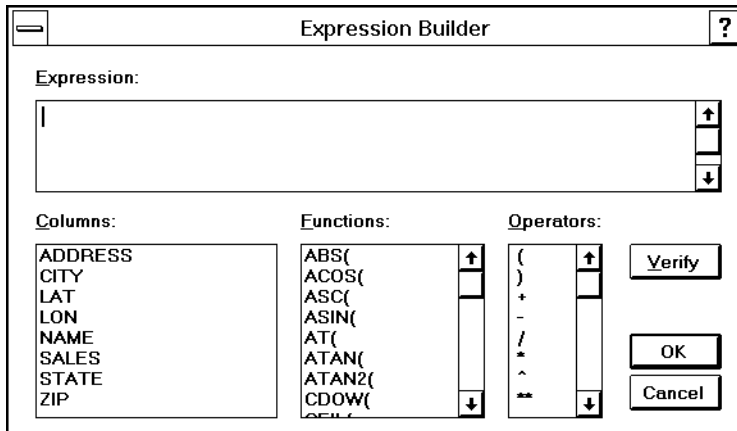 Expression Builder
?
Expression:
Columns:
ADDRESS
CITY
LAT
LON
NAME
SALES
STATE
ZIP
Functions:
ABS(
ACOS(
ASC(
ASIN(
AT(
ATAN(
ATAN2(
CDOW(
Operators:
(
)
+
-
/
*
^
**
Verify
OK
Cancel